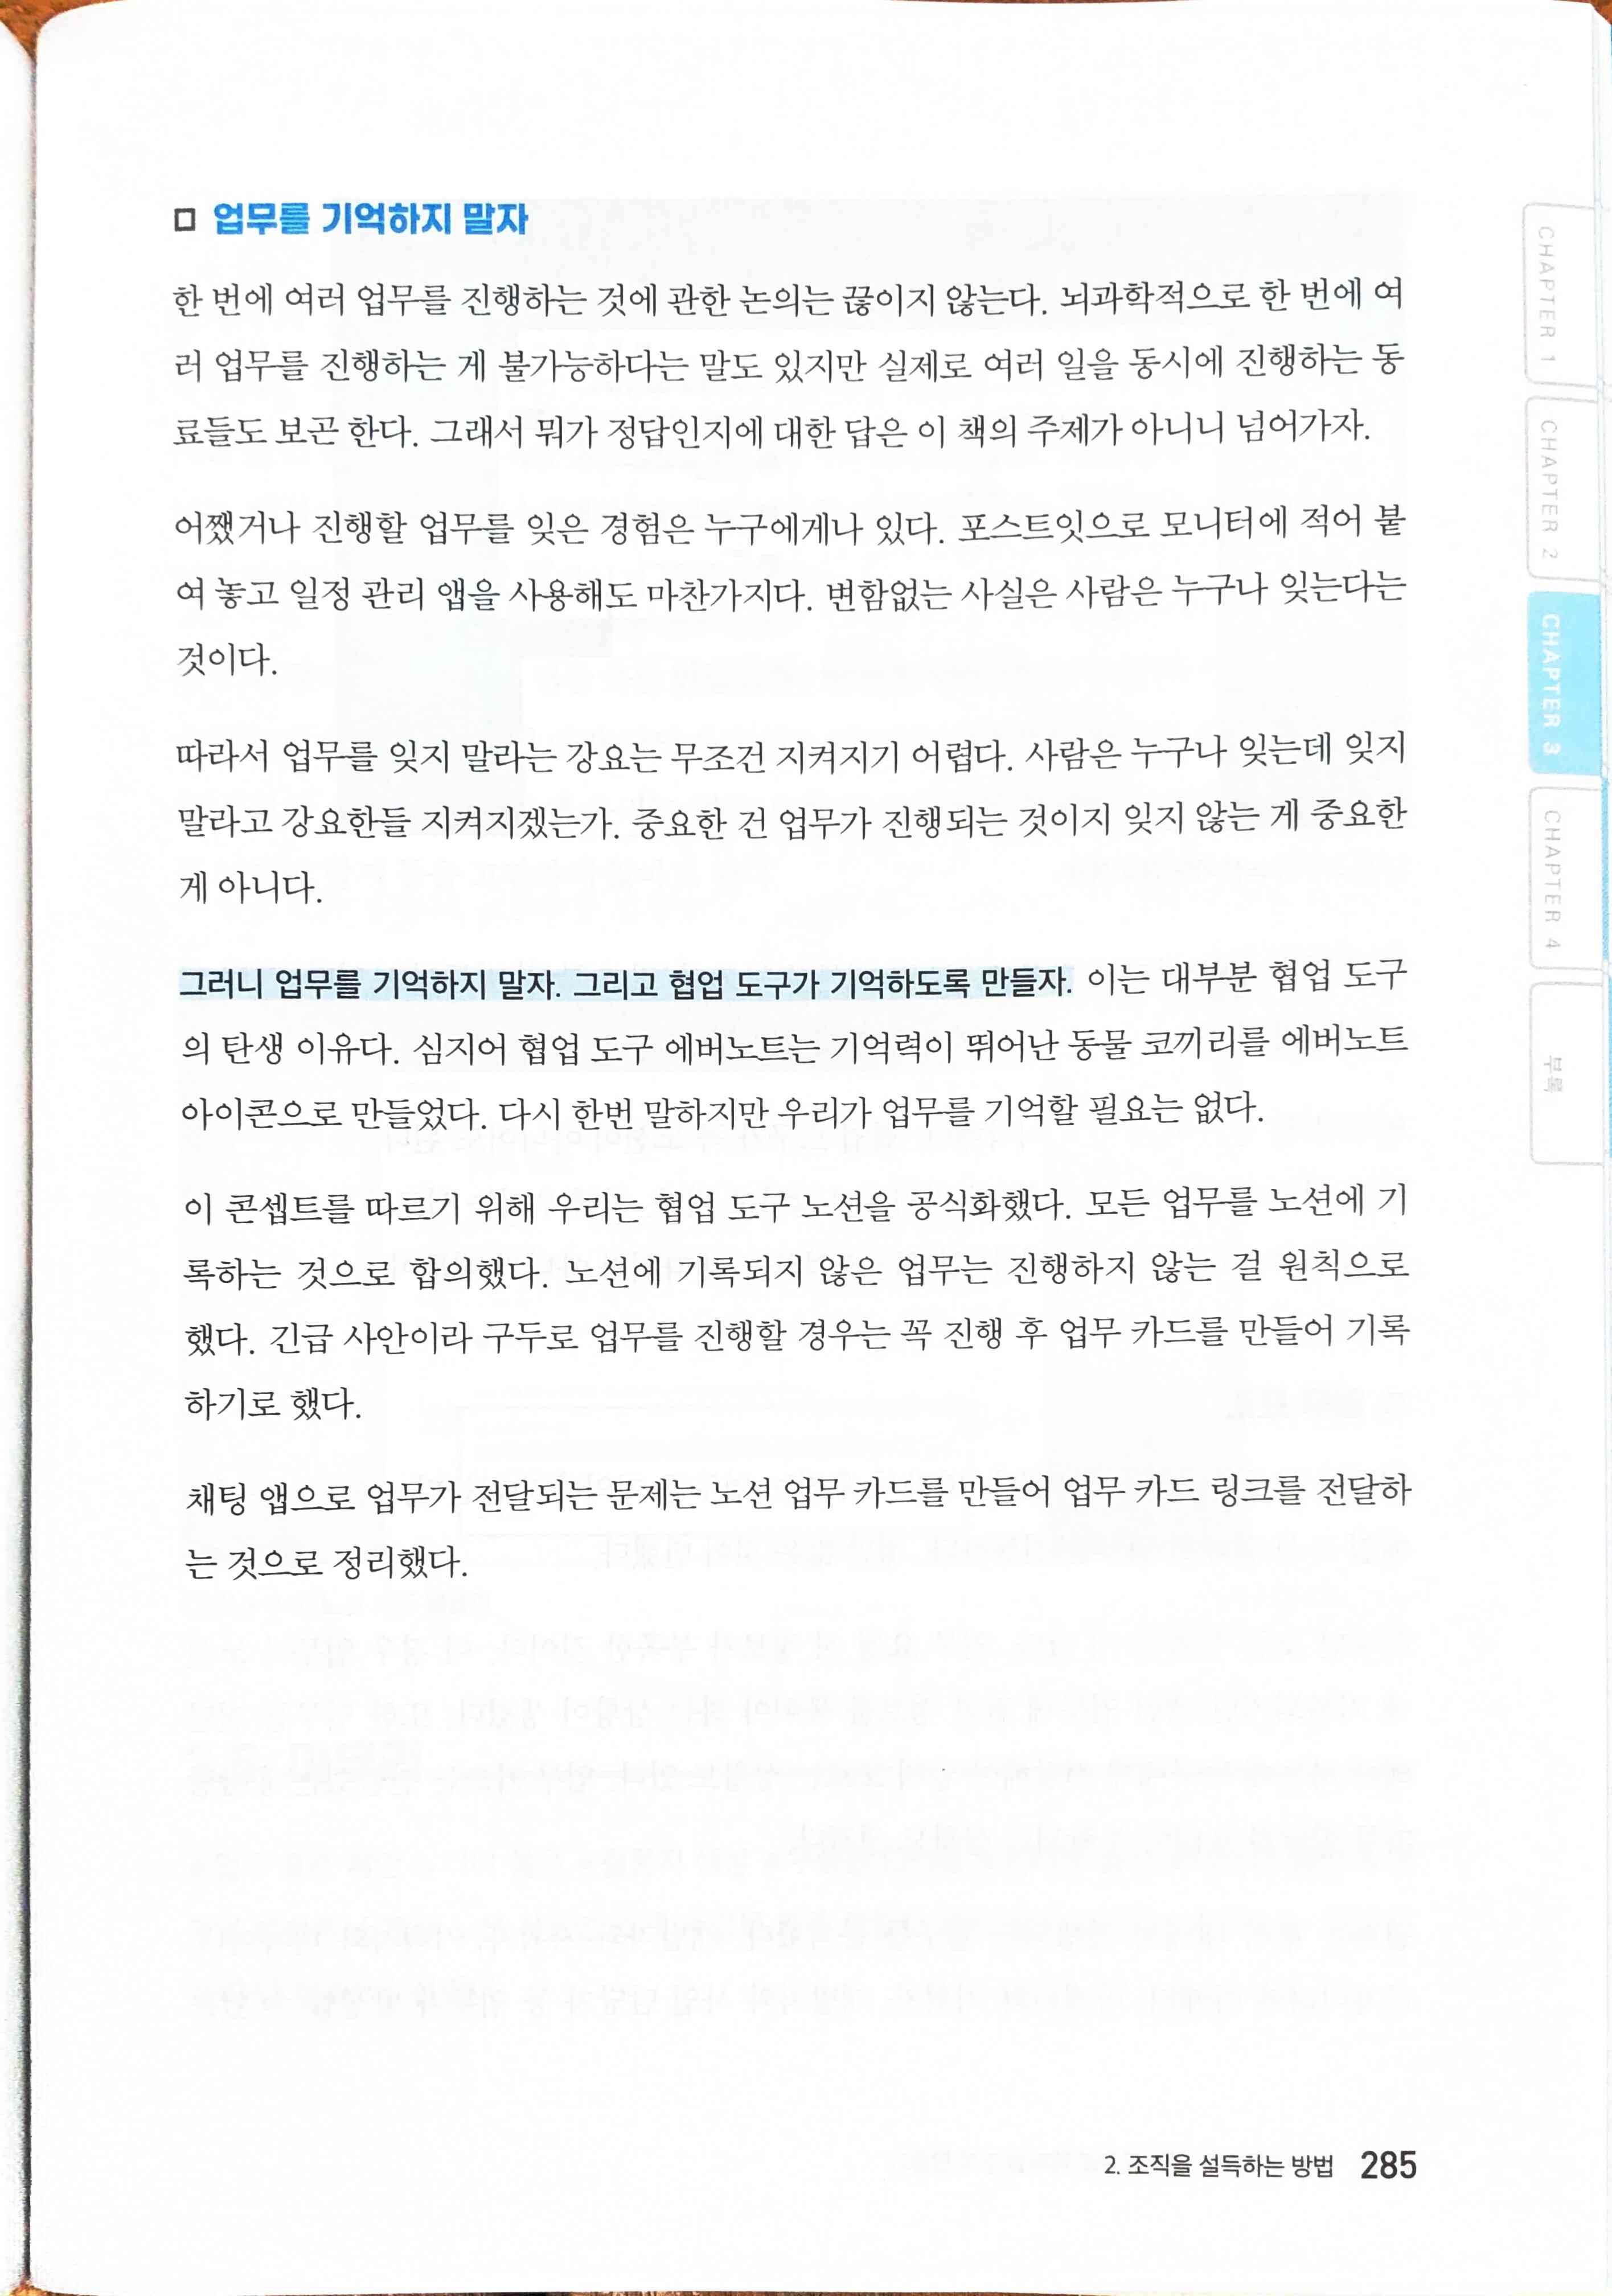 □ 업무를 기억하지 말자
한 번에 여러 업무를 진행하는 것에 관한 논의는 끊이지 않는다. 뇌과학적으로 한 번에 여
러 업무를 진행하는 게 불가능하다는 말도 있지만 실제로 여러 일을 동시에 진행하는 동
료들도 보곤 한다. 그래서 뭐가 정답인지에 대한 답은 이 책의 주제가 아니니 넘어가자.
어쨌거나 진행할 업무를 잊은 경험은 누구에게나 있다. 포스트잇으로 모니터에 적어 붙
여 놓고 일정 관리 앱을 사용해도 마찬가지다. 변함없는 사실은 사람은 누구나 잊는다는
것이다.
따라서 업무를 잊지 말라는 강요는 무조건 지켜지기 어렵다. 사람은 누구나 잊는데 잊지
말라고 강요한들 지켜지겠는가. 중요한 건 업무가 진행되는 것이지 잊지 않는 게 중요한
게 아니다.
그러니 업무를 기억하지 말자. 그리고 협업 도구가 기억하도록 만들자. 이는 대부분 협업 도구
의 탄생 이유다. 심지어 협업 도구 에버노트는 기억력이 뛰어난 동물 코끼리를 에버노트
아이콘으로 만들었다. 다시 한번 말하지만 우리가 업무를 기억할 필요는 없다.
이 콘셉트를 따르기 위해 우리는 협업 도구 노션을 공식화했다. 모든 업무를 노션에 기
록하는 것으로 합의했다. 노션에 기록되지 않은 업무는 진행하지 않는 걸 원칙으로
했다. 긴급 사안이라 구두로 업무를 진행할 경우는 꼭 진행 후 업무 카드를 만들어 기록
하기로 했다.
채팅 앱으로 업무가 전달되는 문제는 노션 업무 카드를 만들어 업무 카드 링크를 전달하
는 것으로 정리했다.
CHAPTER 1
CHAPTER 2
CHAPTER 3
CHAPTER 4
부록
2. 조직을 설득하는 방법 285